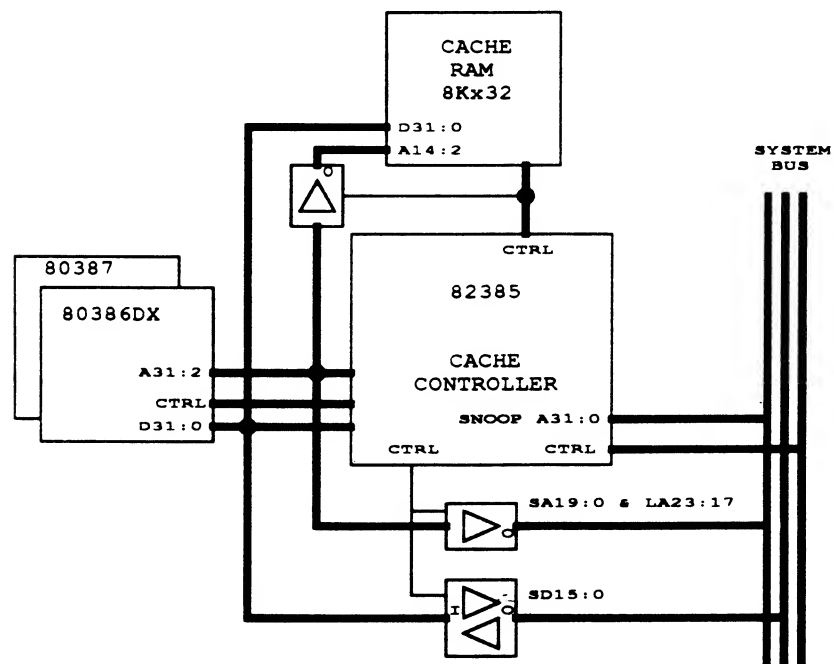 CACHE
RAM
8Kx32
D31:0
A14:2
O
SYSTEM
BUS
CTRL
80387
82385
80386DX
CACHE
CONTROLLER
A31:2
CTRL
D31:0
SNOOP A31:0
CTRL
CTRL
SA19:0 & LA23:17
O
SD15:0
I
O